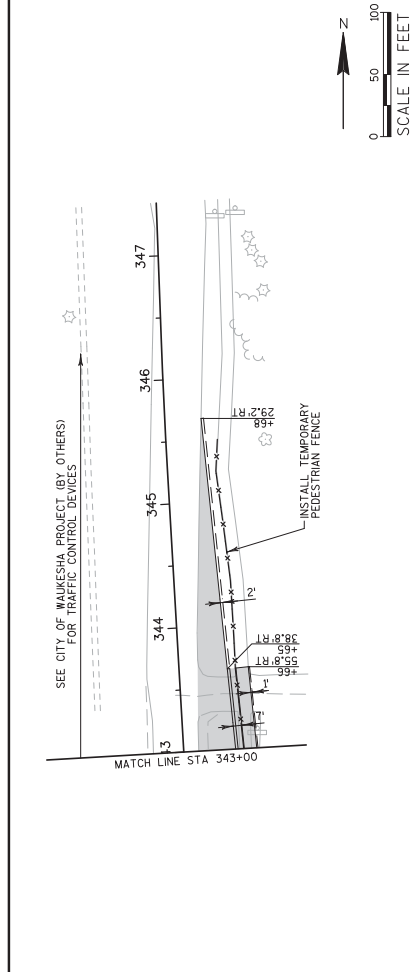 SEE CITY OF WAUKESHA PROJECT (BY OTHERS)
FOR TRAFFIC CONTROL DEVICES
N
0 50 100
SCALE IN FEET
347
346
345
344
43
MATCH LINE STA 343+00
+68
29.2' RT
INSTALL TEMPORARY
PEDESTRIAN FENCE
2'
+65
38.8' RT
+66
55.8' RT
1'
7'